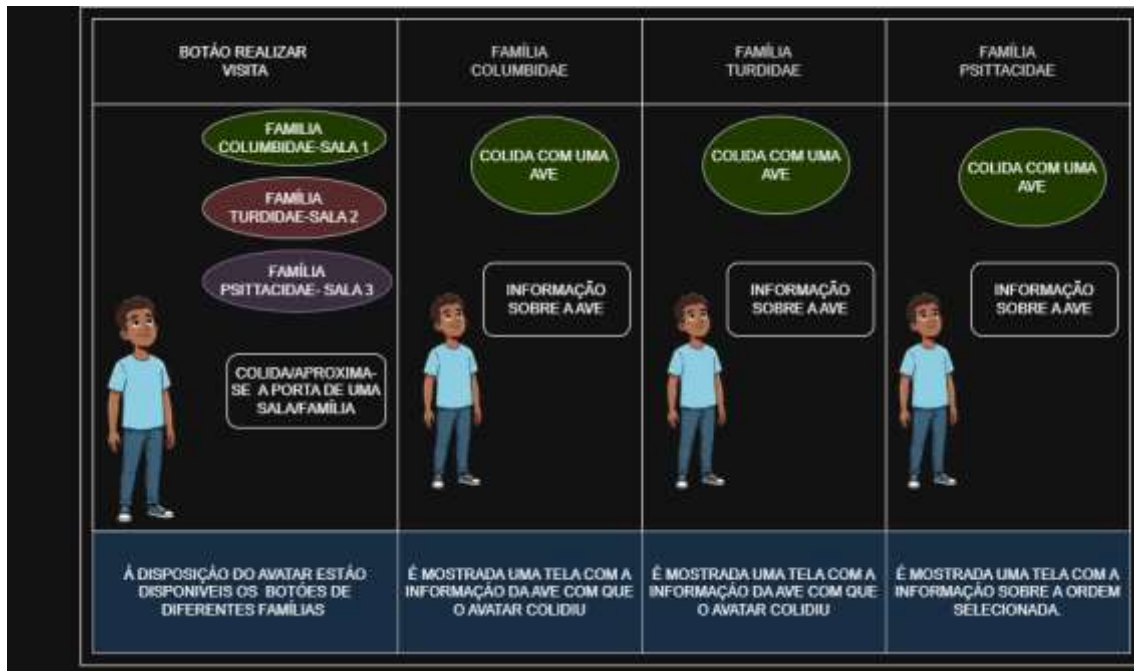 BOTÃO REALIZAR
VISITA
FAMÍLIA
COLUMBIDAE
FAMÍLIA
TURDIDAE
FAMÍLIA
PSITTACIDAE
FAMILIA
COLUMBIDAE-SALA 1
FAMÍLIA
TURDIDAE-SALA 2
FAMÍLIA
PSITTACIDAE- SALA 3
COLIDA/APROXIMA-
SE A PORTA DE UMA
SALA/FAMÍLIA
COLIDA COM UMA
AVE
INFORMAÇÃO
SOBRE A AVE
COLIDA COM UMA
AVE
INFORMAÇÃO
SOBRE A AVE
COLIDA COM UMA
AVE
INFORMAÇÃO
SOBRE A AVE
Á DISPOSIÇÃO DO AVATAR ESTÃO
DISPONÍVEIS OS BOTÕES DE
DIFERENTES FAMÍLIAS
É MOSTRADA UMA TELA COM A
INFORMAÇÃO DA AVE COM QUE
O AVATAR COLIDIU
É MOSTRADA UMA TELA COM A
INFORMAÇÃO DA AVE COM QUE
O AVATAR COLIDIU
É MOSTRADA UMA TELA COM A
INFORMAÇÃO SOBRE A ORDEM
SELECIONADA.